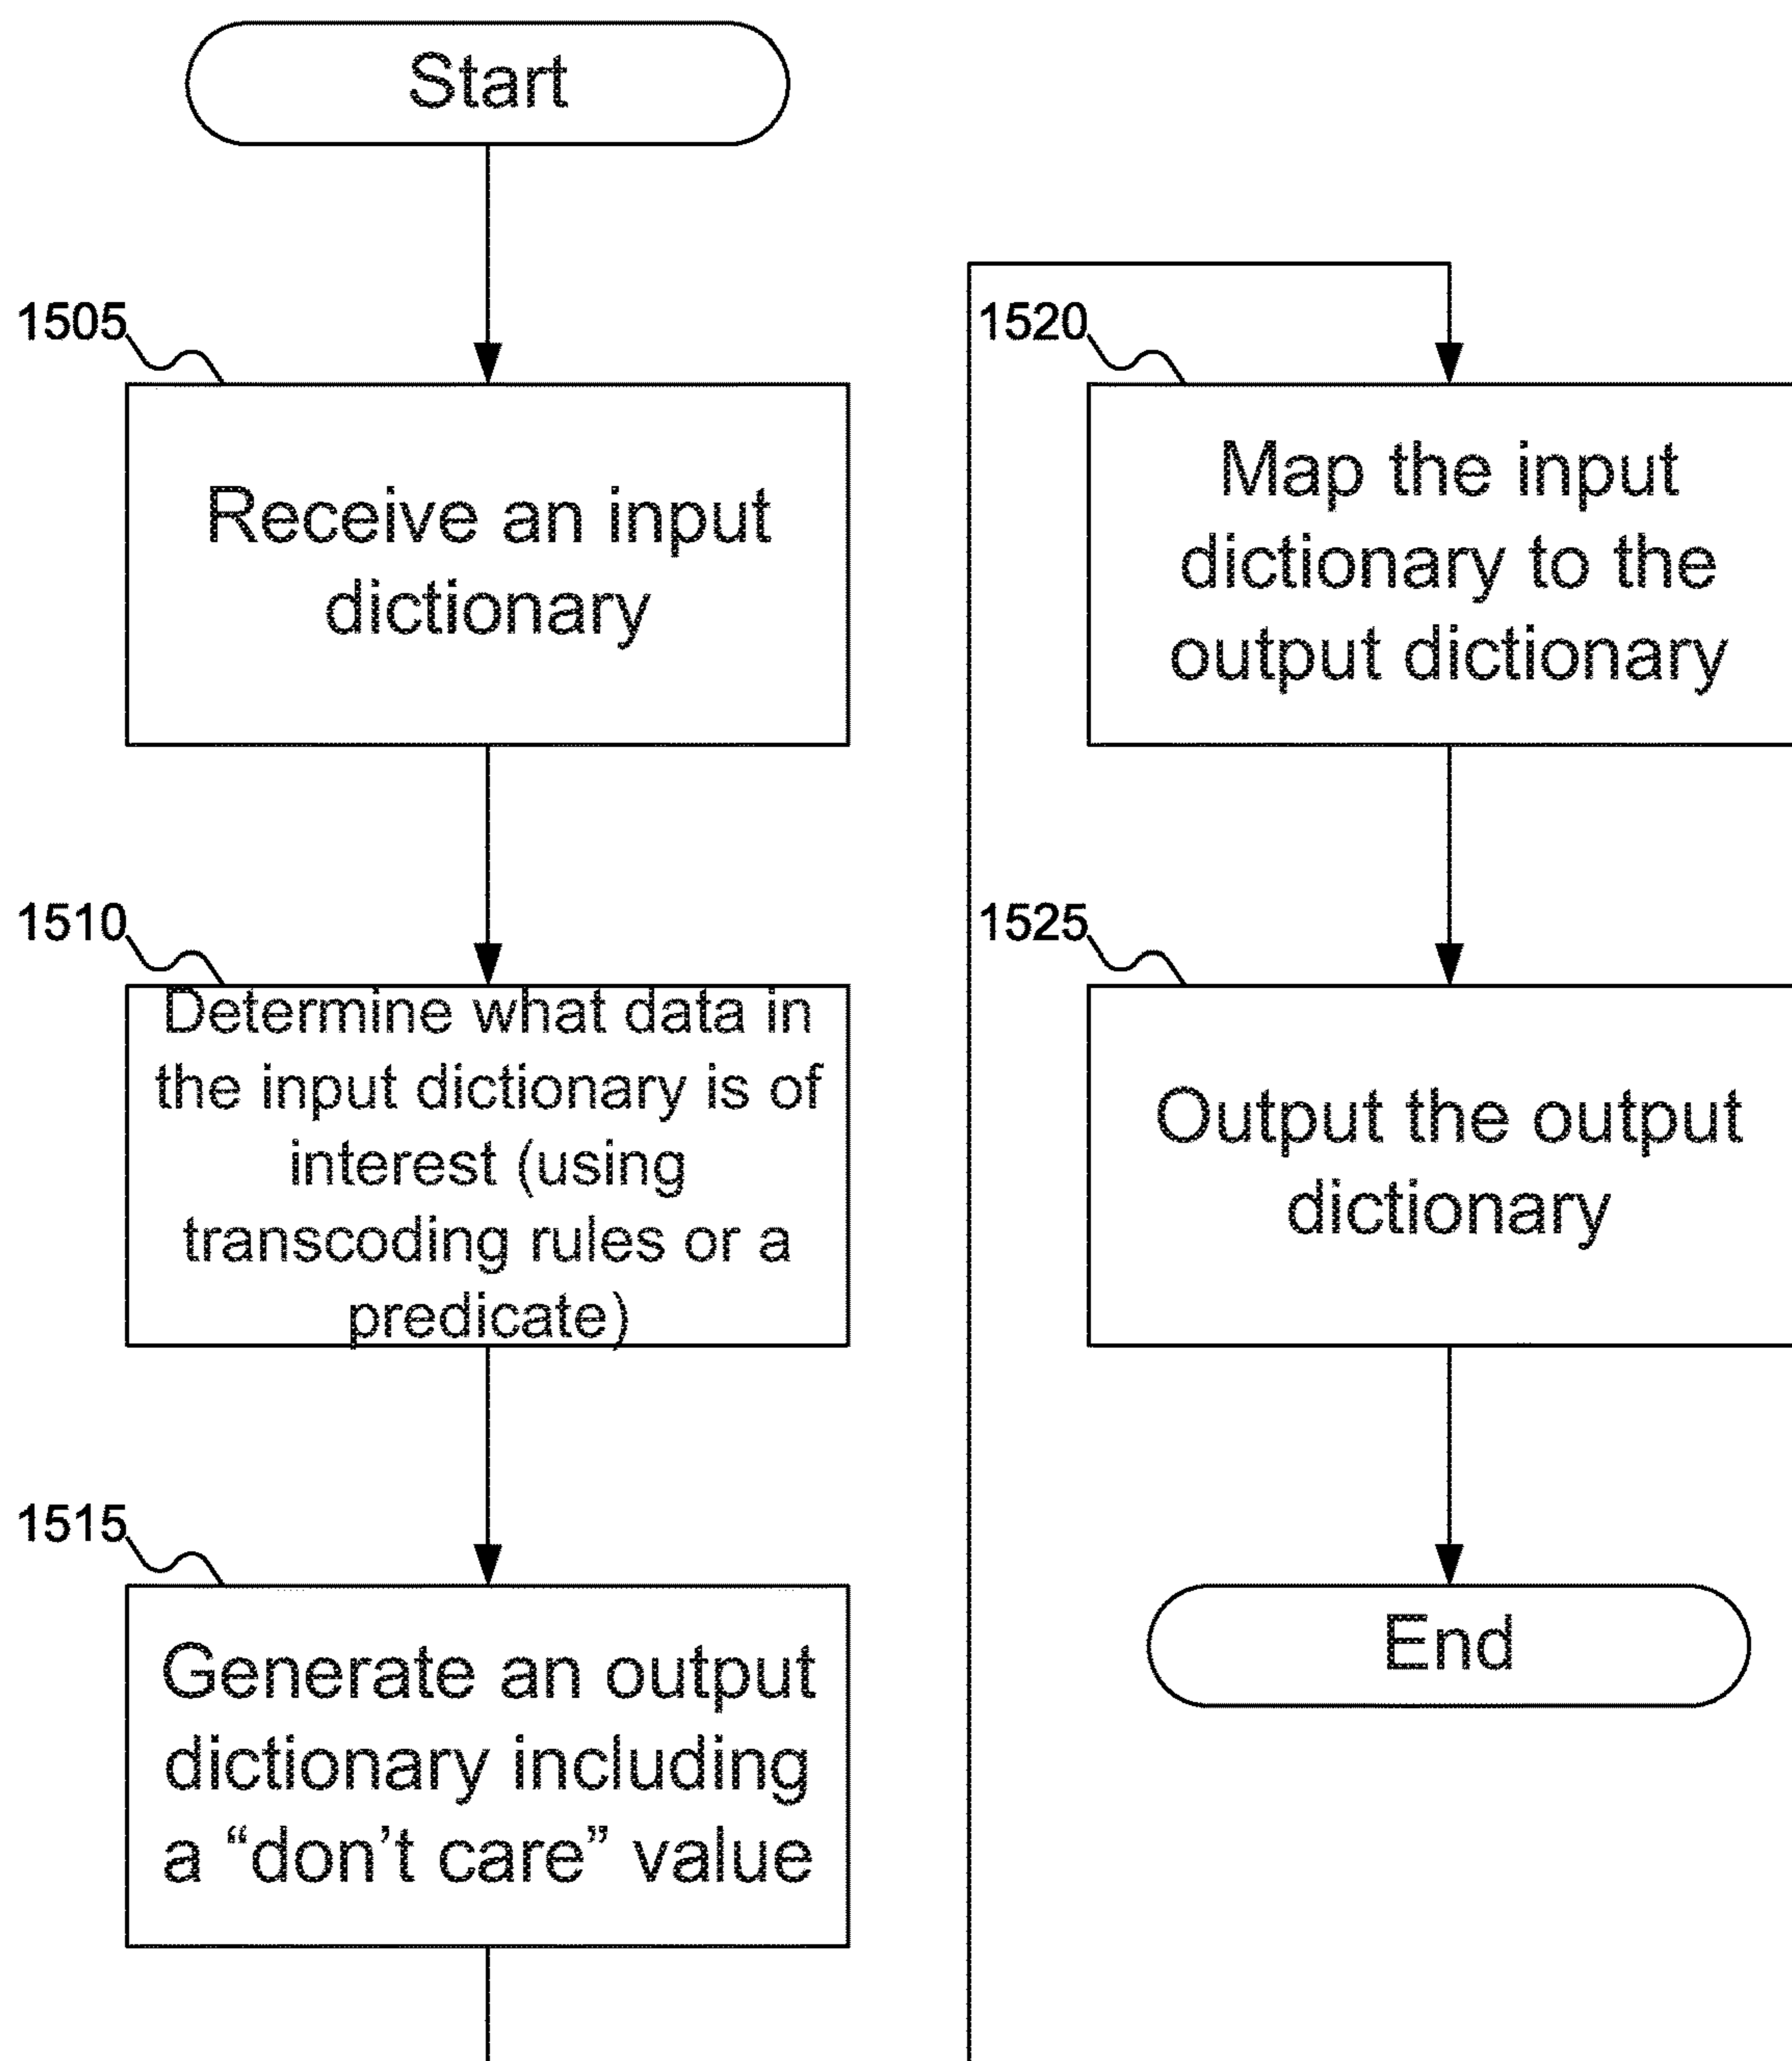 Start
1505
Receive an input
dictionary
1510
Determine what data in
the input dictionary is of
interest (using
transcoding rules or a
predicate)
1515
Generate an output
dictionary including
a “don’t care” value
1520
Map the input
dictionary to the
output dictionary
1525
Output the output
dictionary
End